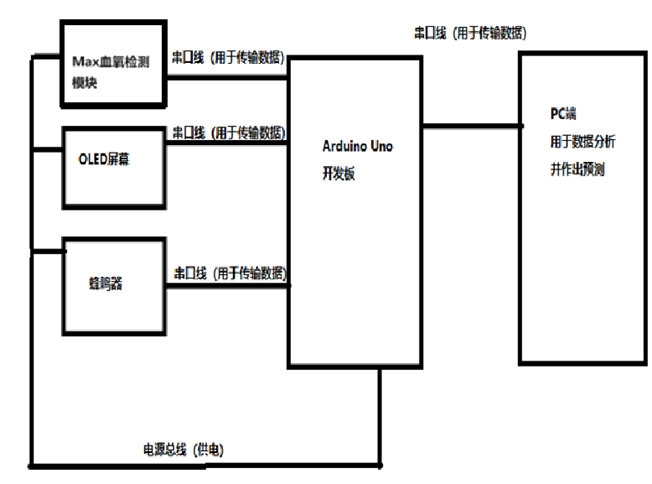 串口线（用于传输数据）
Max血氧检测
模块
串口线（用于传输数据）
串口线（用于传输数据）
OLED屏幕
Arduino Uno
开发板
PC端
用于数据分析
并作出预测
蜂鸣器
串口线（用于传输数据）
电源总线（供电）